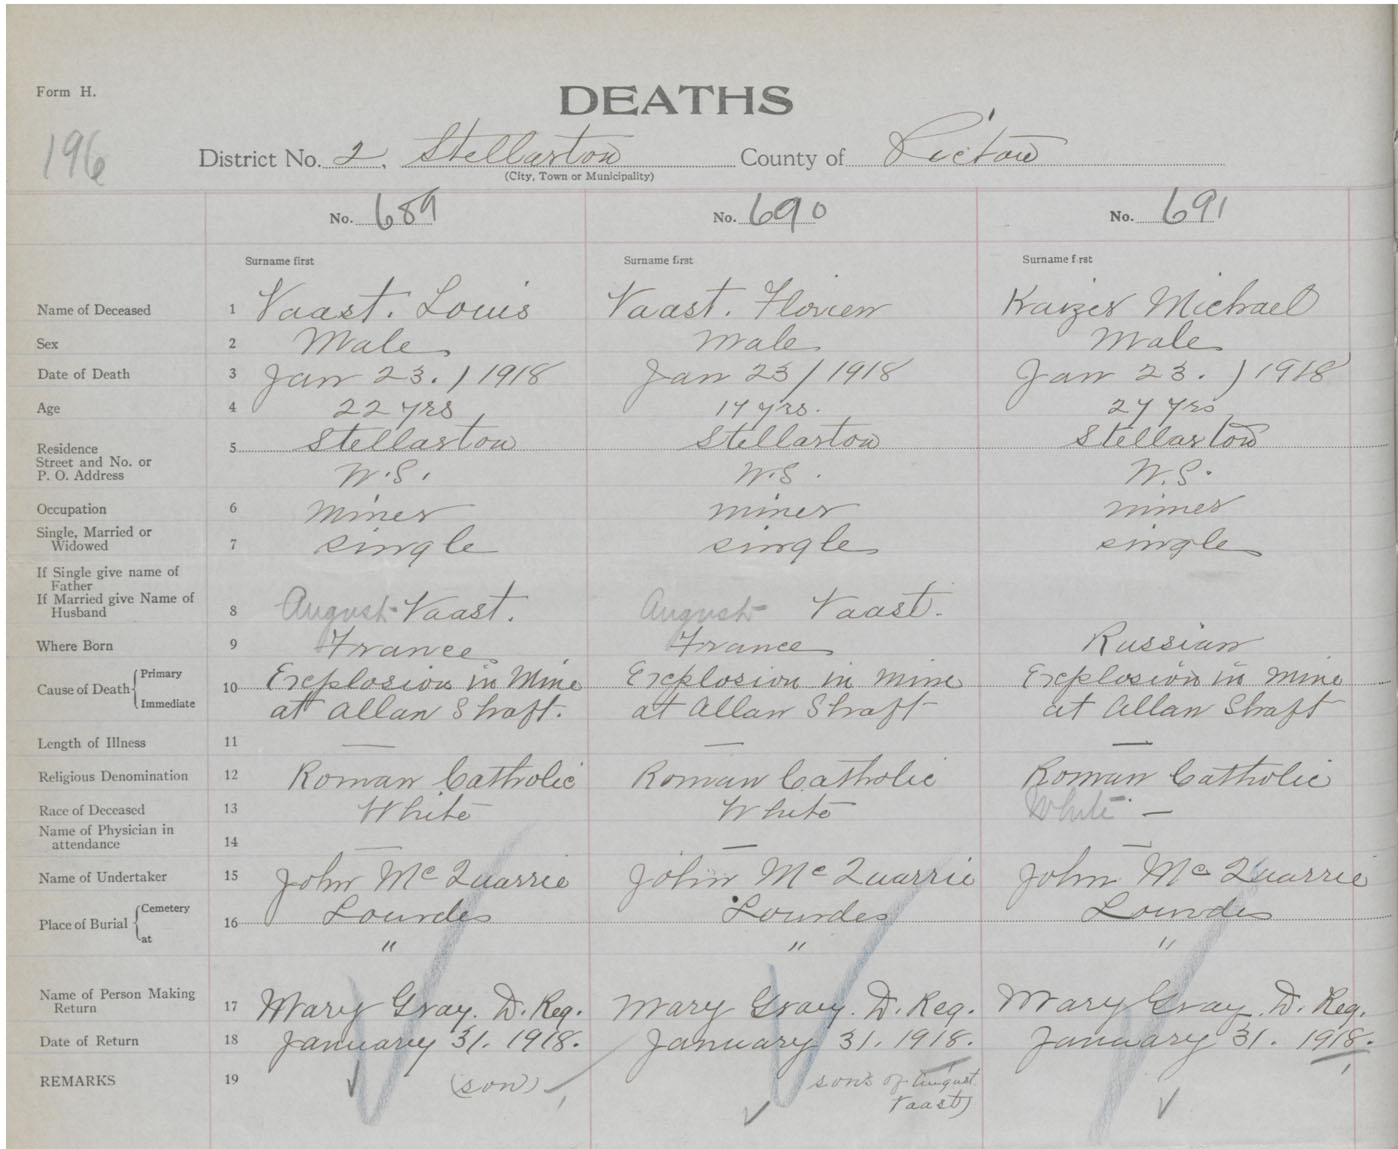 Form H.
DEATHS
196
District No. 2. Stellarton County of Pictou
(City, Town or Municipality)
No. 689 No. 690 No. 691
Surname first Surname first Surname first
Name of Deceased 1 Vaast. Louis Vaast. Florien Kaizer Michael
Sex 2 Male Male Male
Date of Death 3 Jan 23. / 1918 Jan 23 / 1918 Jan 23. / 1918
Age 4 22 yrs 17 yrs. 27 yrs
Residence 5 Stellarton Stellarton Stellarton
Street and No. or
P. O. Address W.S. W.S. W.S.
Occupation 6 miner miner miner
Single, Married or
Widowed 7 single single single
If Single give name of
Father
If Married give Name of
Husband 8 August Vaast. August Vaast.
Where Born 9 France France Russian
Cause of Death { Primary 10 Explosion in Mine Explosion in mine Explosion in mine
Immediate at Allan Shaft. at Allan Shaft at Allan Shaft
Length of Illness 11 — — —
Religious Denomination 12 Roman Catholic Roman Catholic Roman Catholic
Race of Deceased 13 White White White —
Name of Physician in
attendance 14 — — —
Name of Undertaker 15 John McQuarrie John McQuarrie John McQuarrie
Place of Burial { Cemetery 16 Lourdes Lourdes Lourdes
at " " "
Name of Person Making
Return 17 Mary Gray. D. Reg. Mary Gray. D. Reg. Mary Gray. D. Reg.
Date of Return 18 January 31. 1918. January 31. 1918. January 31. 1918.
REMARKS 19 (son) sons of August
Vaast)